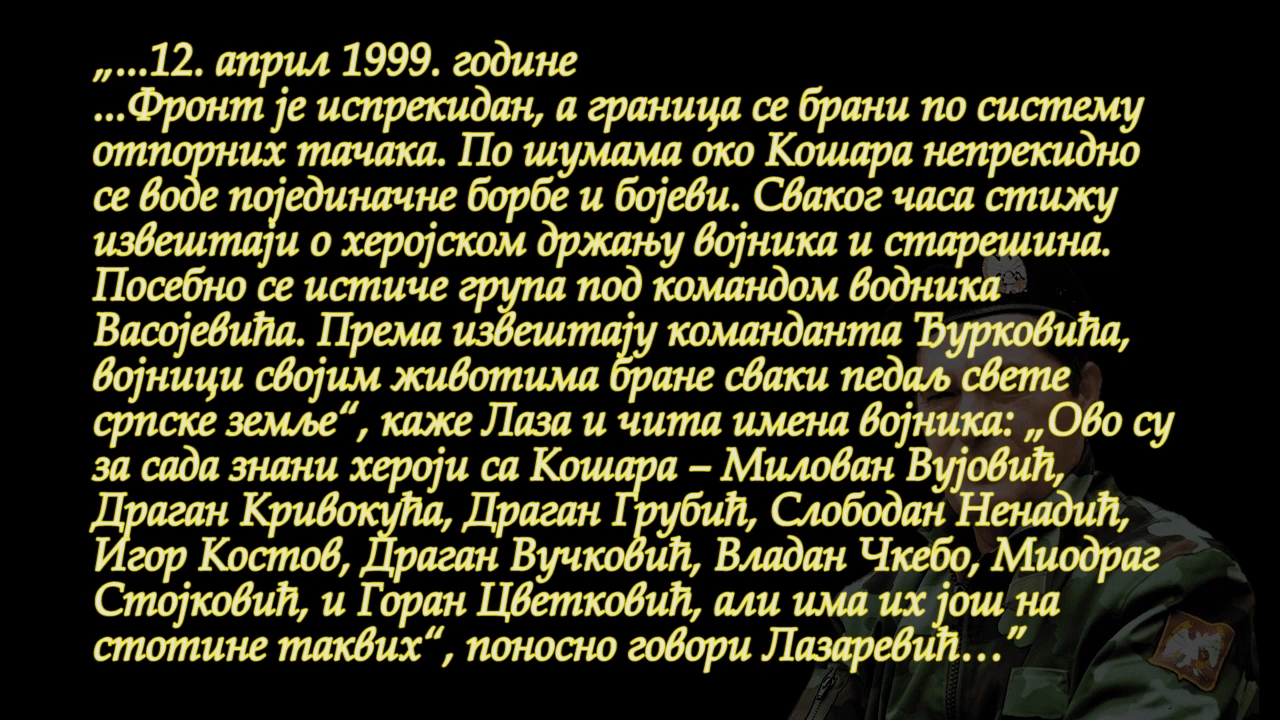 „...12. април 1999. године
...Фронт је испрекидан, а граница се брани по систему
отпорних тачака. По шумама око Кошара непрекидно
се воде појединачне борбе и бојеви. Сваког часа стижу
извештаји о херојском држању војника и старешина.
Посебно се истиче група под командом водника
Васојевића. Према извештају команданта Ђурковића,
војници својим животима бране сваки педаљ свете
српске земље“, каже Лаза и чита имена војника: „Ово су
за сада знани хероји са Кошара – Милован Вујовић,
Драган Кривокућа, Драган Грубић, Слободан Ненадић,
Игор Костов, Драган Вучковић, Владан Чкебо, Миодраг
Стојковић, и Горан Цветковић, али има их још на
стотине таквих“, поносно говори Лазаревић...”